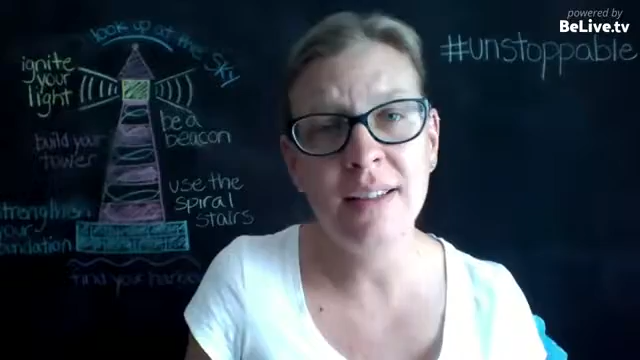 powered by
BeLive.tv
#unstoppable
look up at the sky
ignite
your
light
be a
beacon
build your
tower
use the
spiral
stairs
strengthen
your
foundation
find your harbor